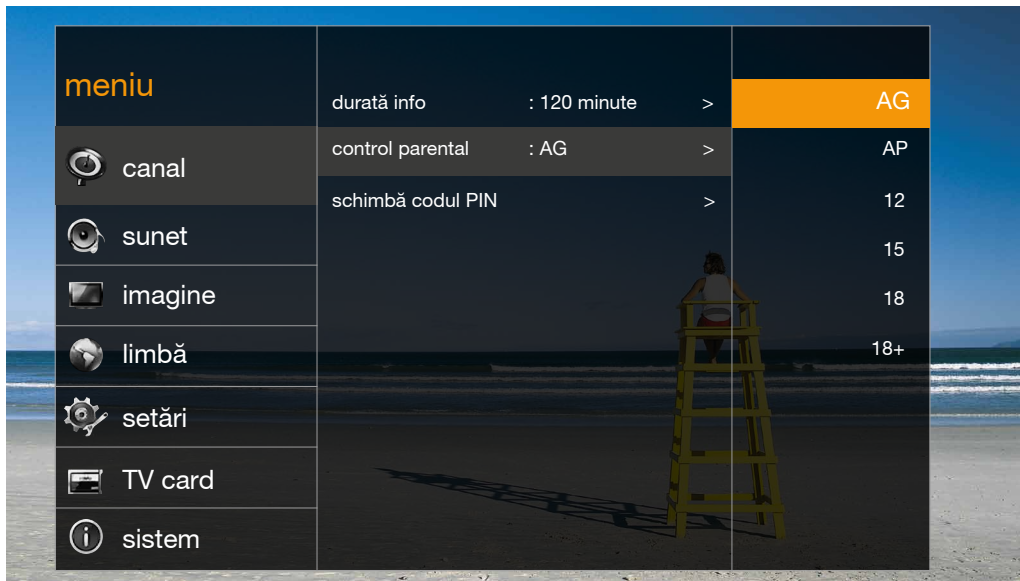 meniu
canal
sunet
imagine
limbă
setări
TV card
sistem
durată info : 120 minute >
control parental : AG >
schimbă codul PIN >
AG
AP
12
15
18
18+